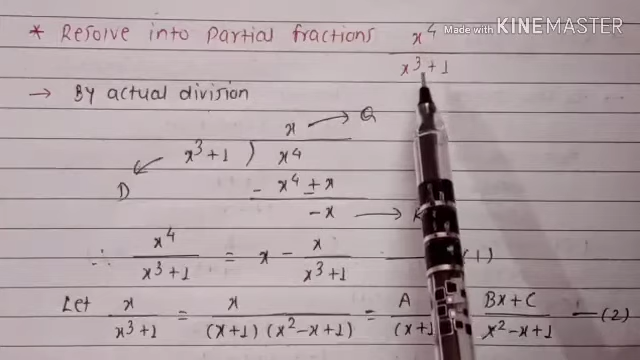 * Resolve into Partial fractions x⁴
Made with KINEMASTER
x³+1
→ By actual division
x → Q
x³+1 ) x⁴
D
- x⁴ ± x
-x →
∴ x⁴/x³+1 = x - x/x³+1 — (1)
Let x/x³+1 = x/(x+1)(x²-x+1) = A/(x+1 Bx+C/x²-x+1 — (2)